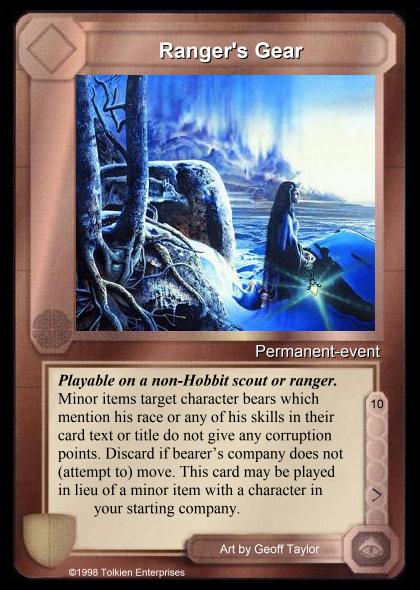 Ranger's Gear
Permanent-event
Playable on a non-Hobbit scout or ranger.
Minor items target character bears which
mention his race or any of his skills in their
card text or title do not give any corruption
points. Discard if bearer's company does not
(attempt to) move. This card may be played
in lieu of a minor item with a character in
your starting company.
10
Art by Geoff Taylor
©1998 Tolkien Enterprises